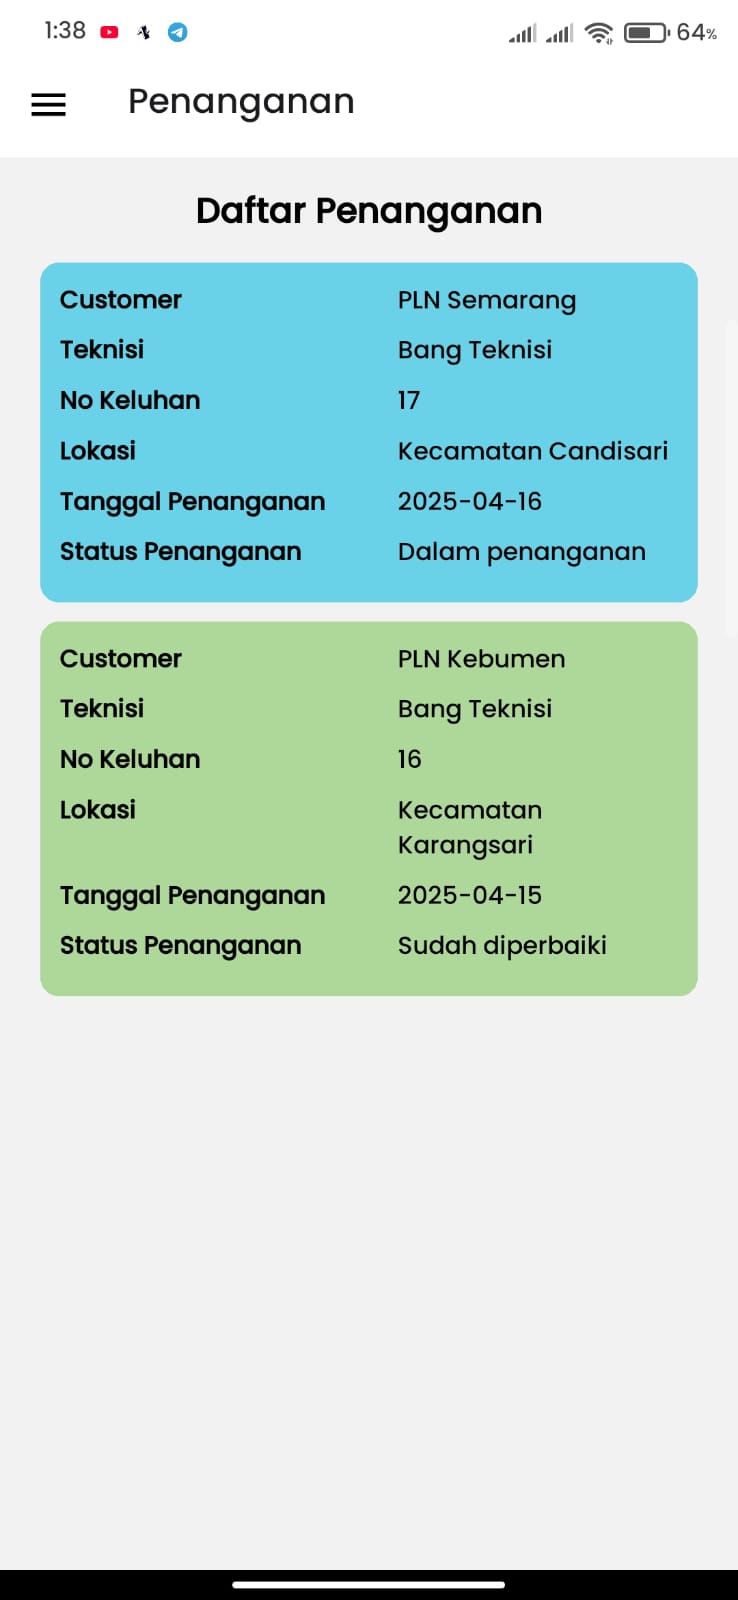 1:38 64%
Penanganan
Daftar Penanganan
Customer PLN Semarang
Teknisi Bang Teknisi
No Keluhan 17
Lokasi Kecamatan Candisari
Tanggal Penanganan 2025-04-16
Status Penanganan Dalam penanganan
Customer PLN Kebumen
Teknisi Bang Teknisi
No Keluhan 16
Lokasi Kecamatan
Karangsari
Tanggal Penanganan 2025-04-15
Status Penanganan Sudah diperbaiki